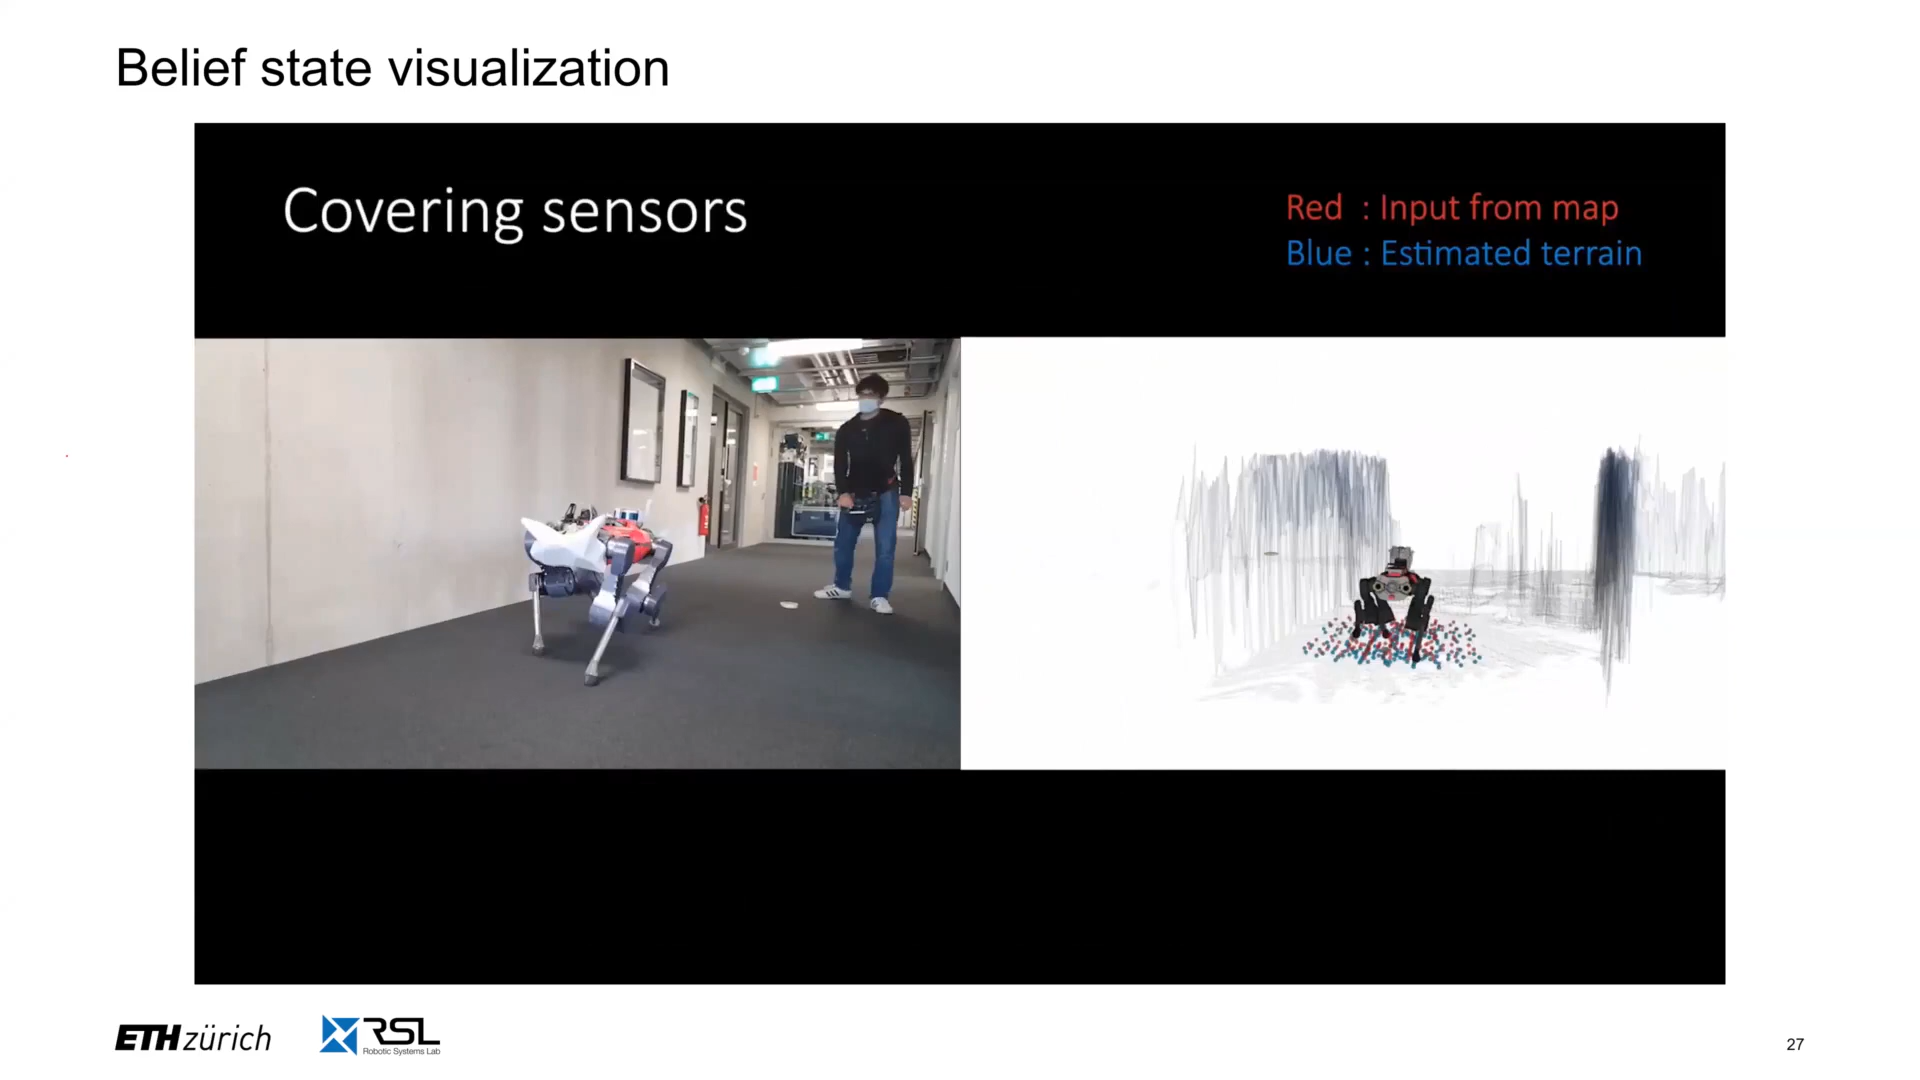 Belief state visualization
Covering sensors
Red : Input from map
Blue : Estimated terrain
ETH zürich
RSL
Robotic Systems Lab
27